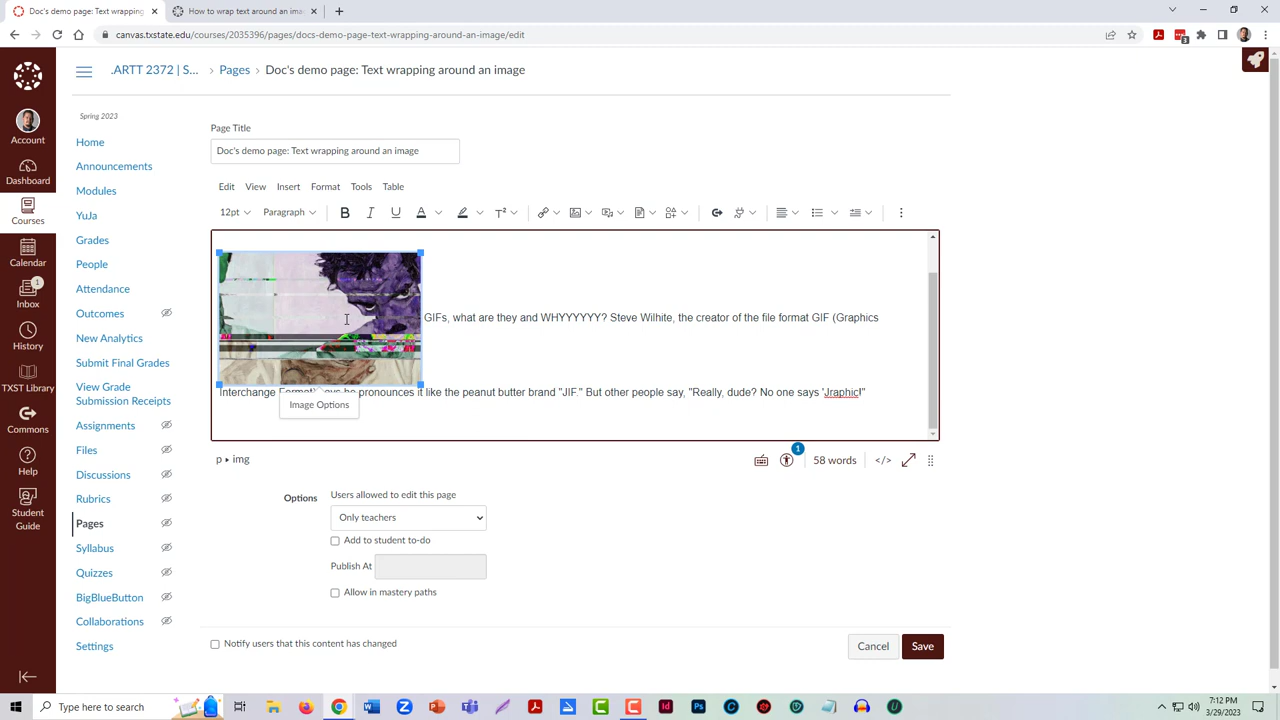 Doc's demo page: Text wrapping
How to wrap text around an imag
canvas.txstate.edu/courses/2035396/pages/docs-demo-page-text-wrapping-around-an-image/edit
3
.ARTT 2372 | S... > Pages > Doc's demo page: Text wrapping around an image
Account
Dashboard
Courses
Calendar
1
Inbox
History
TXST Library
Commons
Help
Student
Guide
Spring 2023
Home
Announcements
Modules
YuJa
Grades
People
Attendance
Outcomes
New Analytics
Submit Final Grades
View Grade
Submission Receipts
Assignments
Files
Discussions
Rubrics
Pages
Syllabus
Quizzes
BigBlueButton
Collaborations
Settings
Page Title
Doc's demo page: Text wrapping around an image
Edit View Insert Format Tools Table
12pt Paragraph B I U A T²
GIFs, what are they and WHYYYYYY? Steve Wilhite, the creator of the file format GIF (Graphics
Interchange Format) says he pronounces it like the peanut butter brand "JIF." But other people say, "Really, dude? No one says 'Jraphic!"
Image Options
p ▸ img
1
58 words
</>
Options
Users allowed to edit this page
Only teachers
Add to student to-do
Publish At
Allow in mastery paths
Notify users that this content has changed
Cancel
Save
Type here to search
7:12 PM
3/29/2023